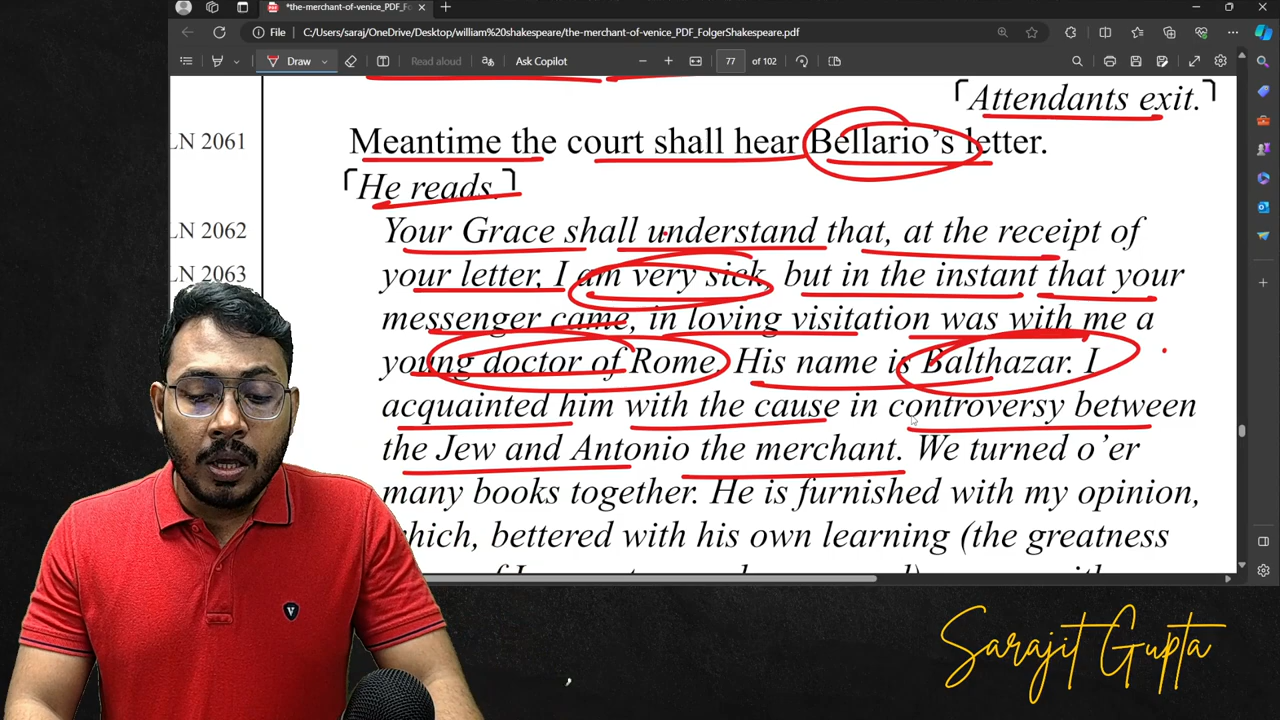 *the-merchant-of-venice_PDF_F
File C:/Users/saraj/OneDrive/Desktop/william%20shakespeare/the-merchant-of-venice_PDF_FolgerShakespeare.pdf
Draw Read aloud Ask Copilot 77 of 102
Attendants exit.
LN 2061 Meantime the court shall hear Bellario's letter.
He reads.
LN 2062 Your Grace shall understand that, at the receipt of
LN 2063 your letter, I am very sick, but in the instant that your
messenger came, in loving visitation was with me a
young doctor of Rome. His name is Balthazar. I
acquainted him with the cause in controversy between
the Jew and Antonio the merchant. We turned o'er
many books together. He is furnished with my opinion,
which, bettered with his own learning (the greatness
Sarajit Gupta